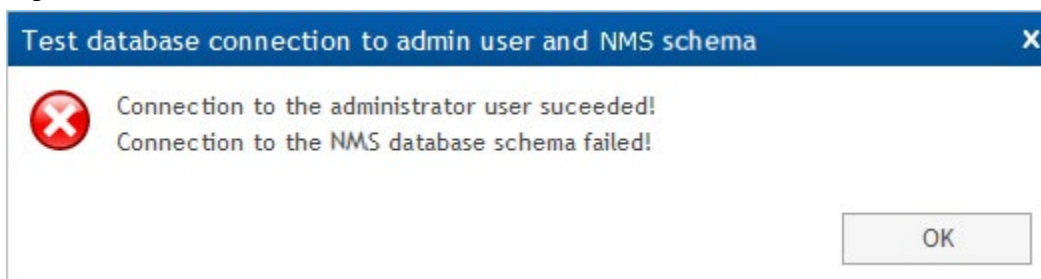 Test database connection to admin user and NMS schema x
Connection to the administrator user suceeded!
Connection to the NMS database schema failed!
OK